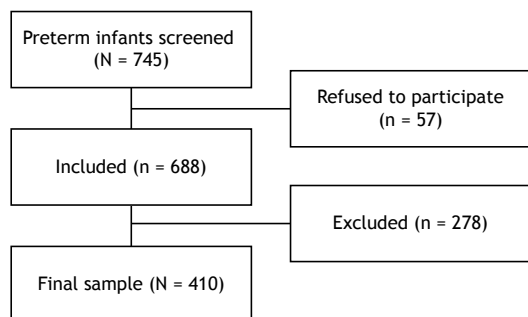 Preterm infants screened
(N = 745)
Refused to participate
(n = 57)
Included (n = 688)
Excluded (n = 278)
Final sample (N = 410)